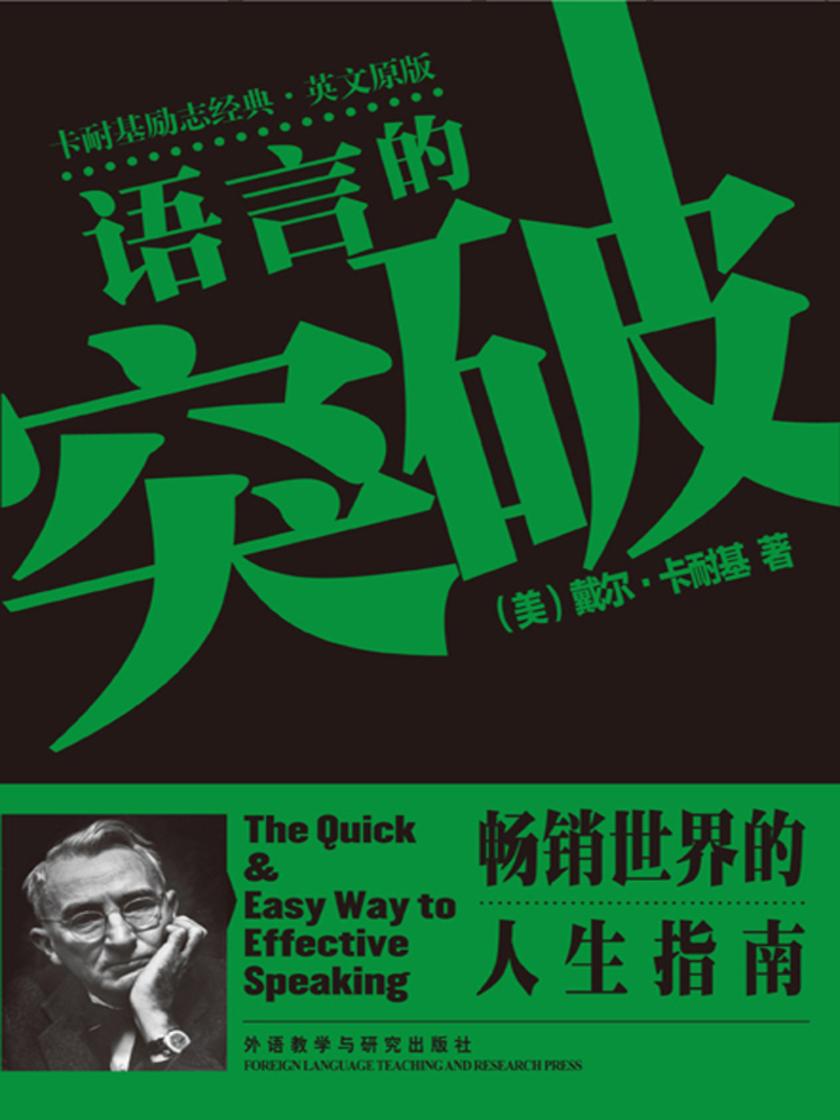 卡耐基励志经典·英文原版
语言的
突破
（美）戴尔·卡耐基 著
The Quick
&
Easy Way to
Effective
Speaking
畅销世界的
人生指南
外语教学与研究出版社
FOREIGN LANGUAGE TEACHING AND RESEARCH PRESS